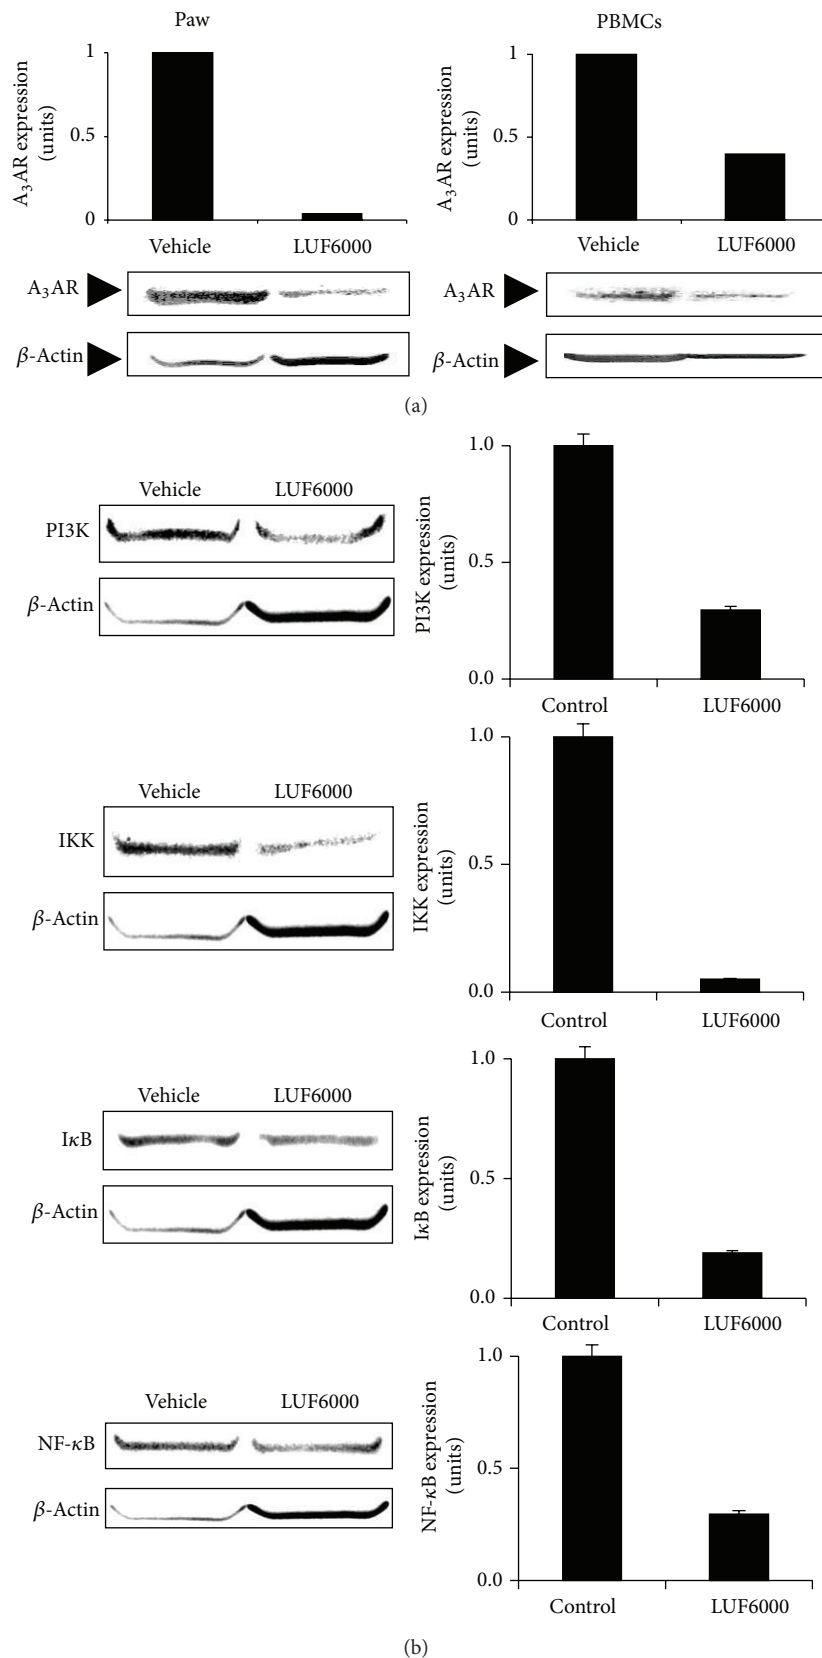 Paw
A₃AR expression
(units)
1
0.5
0
Vehicle LUF6000
A₃AR
β-Actin
PBMCs
A₃AR expression
(units)
1
0.5
0
Vehicle LUF6000
A₃AR
β-Actin
(a)
Vehicle LUF6000
PI3K
β-Actin
PI3K expression
(units)
1.0
0.5
0.0
Control LUF6000
Vehicle LUF6000
IKK
β-Actin
IKK expression
(units)
1.0
0.5
0.0
Control LUF6000
Vehicle LUF6000
IκB
β-Actin
IκB expression
(units)
1.0
0.5
0.0
Control LUF6000
Vehicle LUF6000
NF-κB
β-Actin
NF-κB expression
(units)
1.0
0.5
0.0
Control LUF6000
(b)